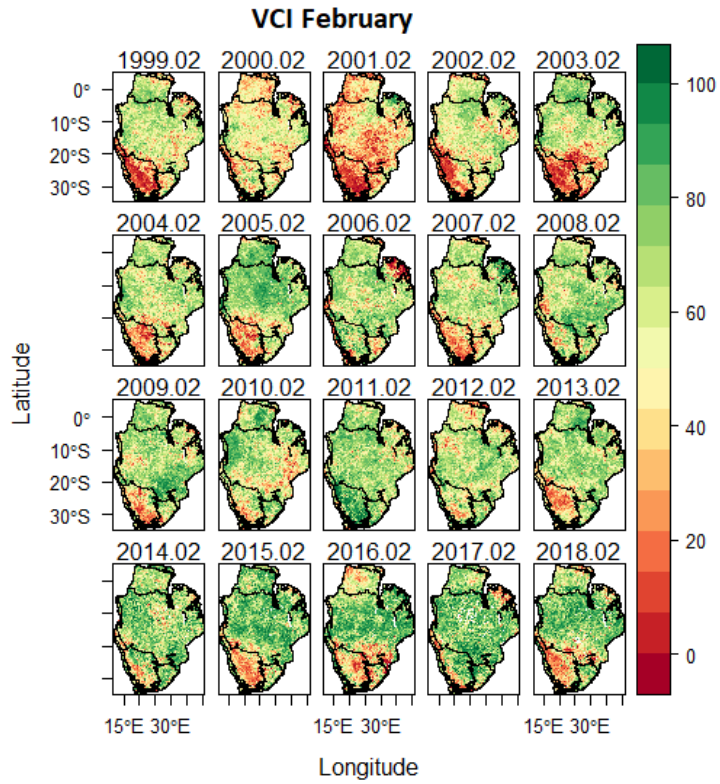 VCI February
1999.02 2000.02 2001.02 2002.02 2003.02
0°
10°S
20°S
30°S
2004.02 2005.02 2006.02 2007.02 2008.02
2009.02 2010.02 2011.02 2012.02 2013.02
0°
10°S
20°S
30°S
2014.02 2015.02 2016.02 2017.02 2018.02
15°E 30°E 15°E 30°E 15°E 30°E
Longitude
Latitude
100
80
60
40
20
0